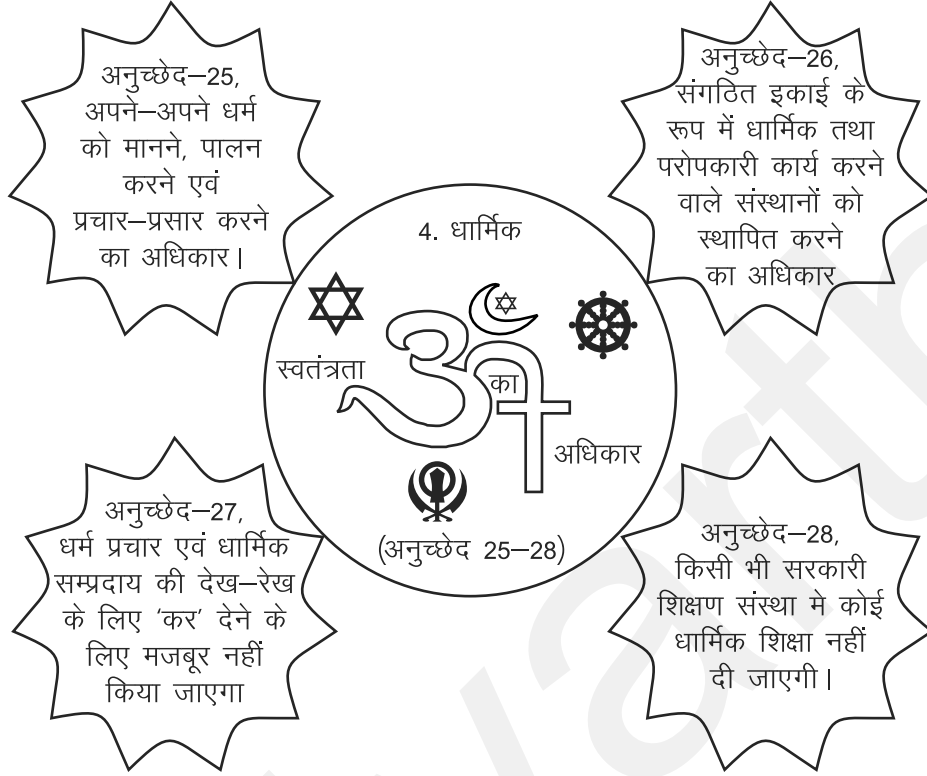 अनुच्छेद–25,
अपने–अपने धर्म
को मानने, पालन
करने एवं
प्रचार–प्रसार करने
का अधिकार।
अनुच्छेद–26,
संगठित इकाई के
रूप में धार्मिक तथा
परोपकारी कार्य करने
वाले संस्थानों को
स्थापित करने
का अधिकार
4. धार्मिक
स्वतंत्रता
का
अधिकार
(अनुच्छेद 25–28)
अनुच्छेद–27,
धर्म प्रचार एवं धार्मिक
सम्प्रदाय की देख–रेख
के लिए ‘कर’ देने के
लिए मजबूर नहीं
किया जाएगा
अनुच्छेद–28,
किसी भी सरकारी
शिक्षण संस्था मे कोई
धार्मिक शिक्षा नहीं
दी जाएगी।